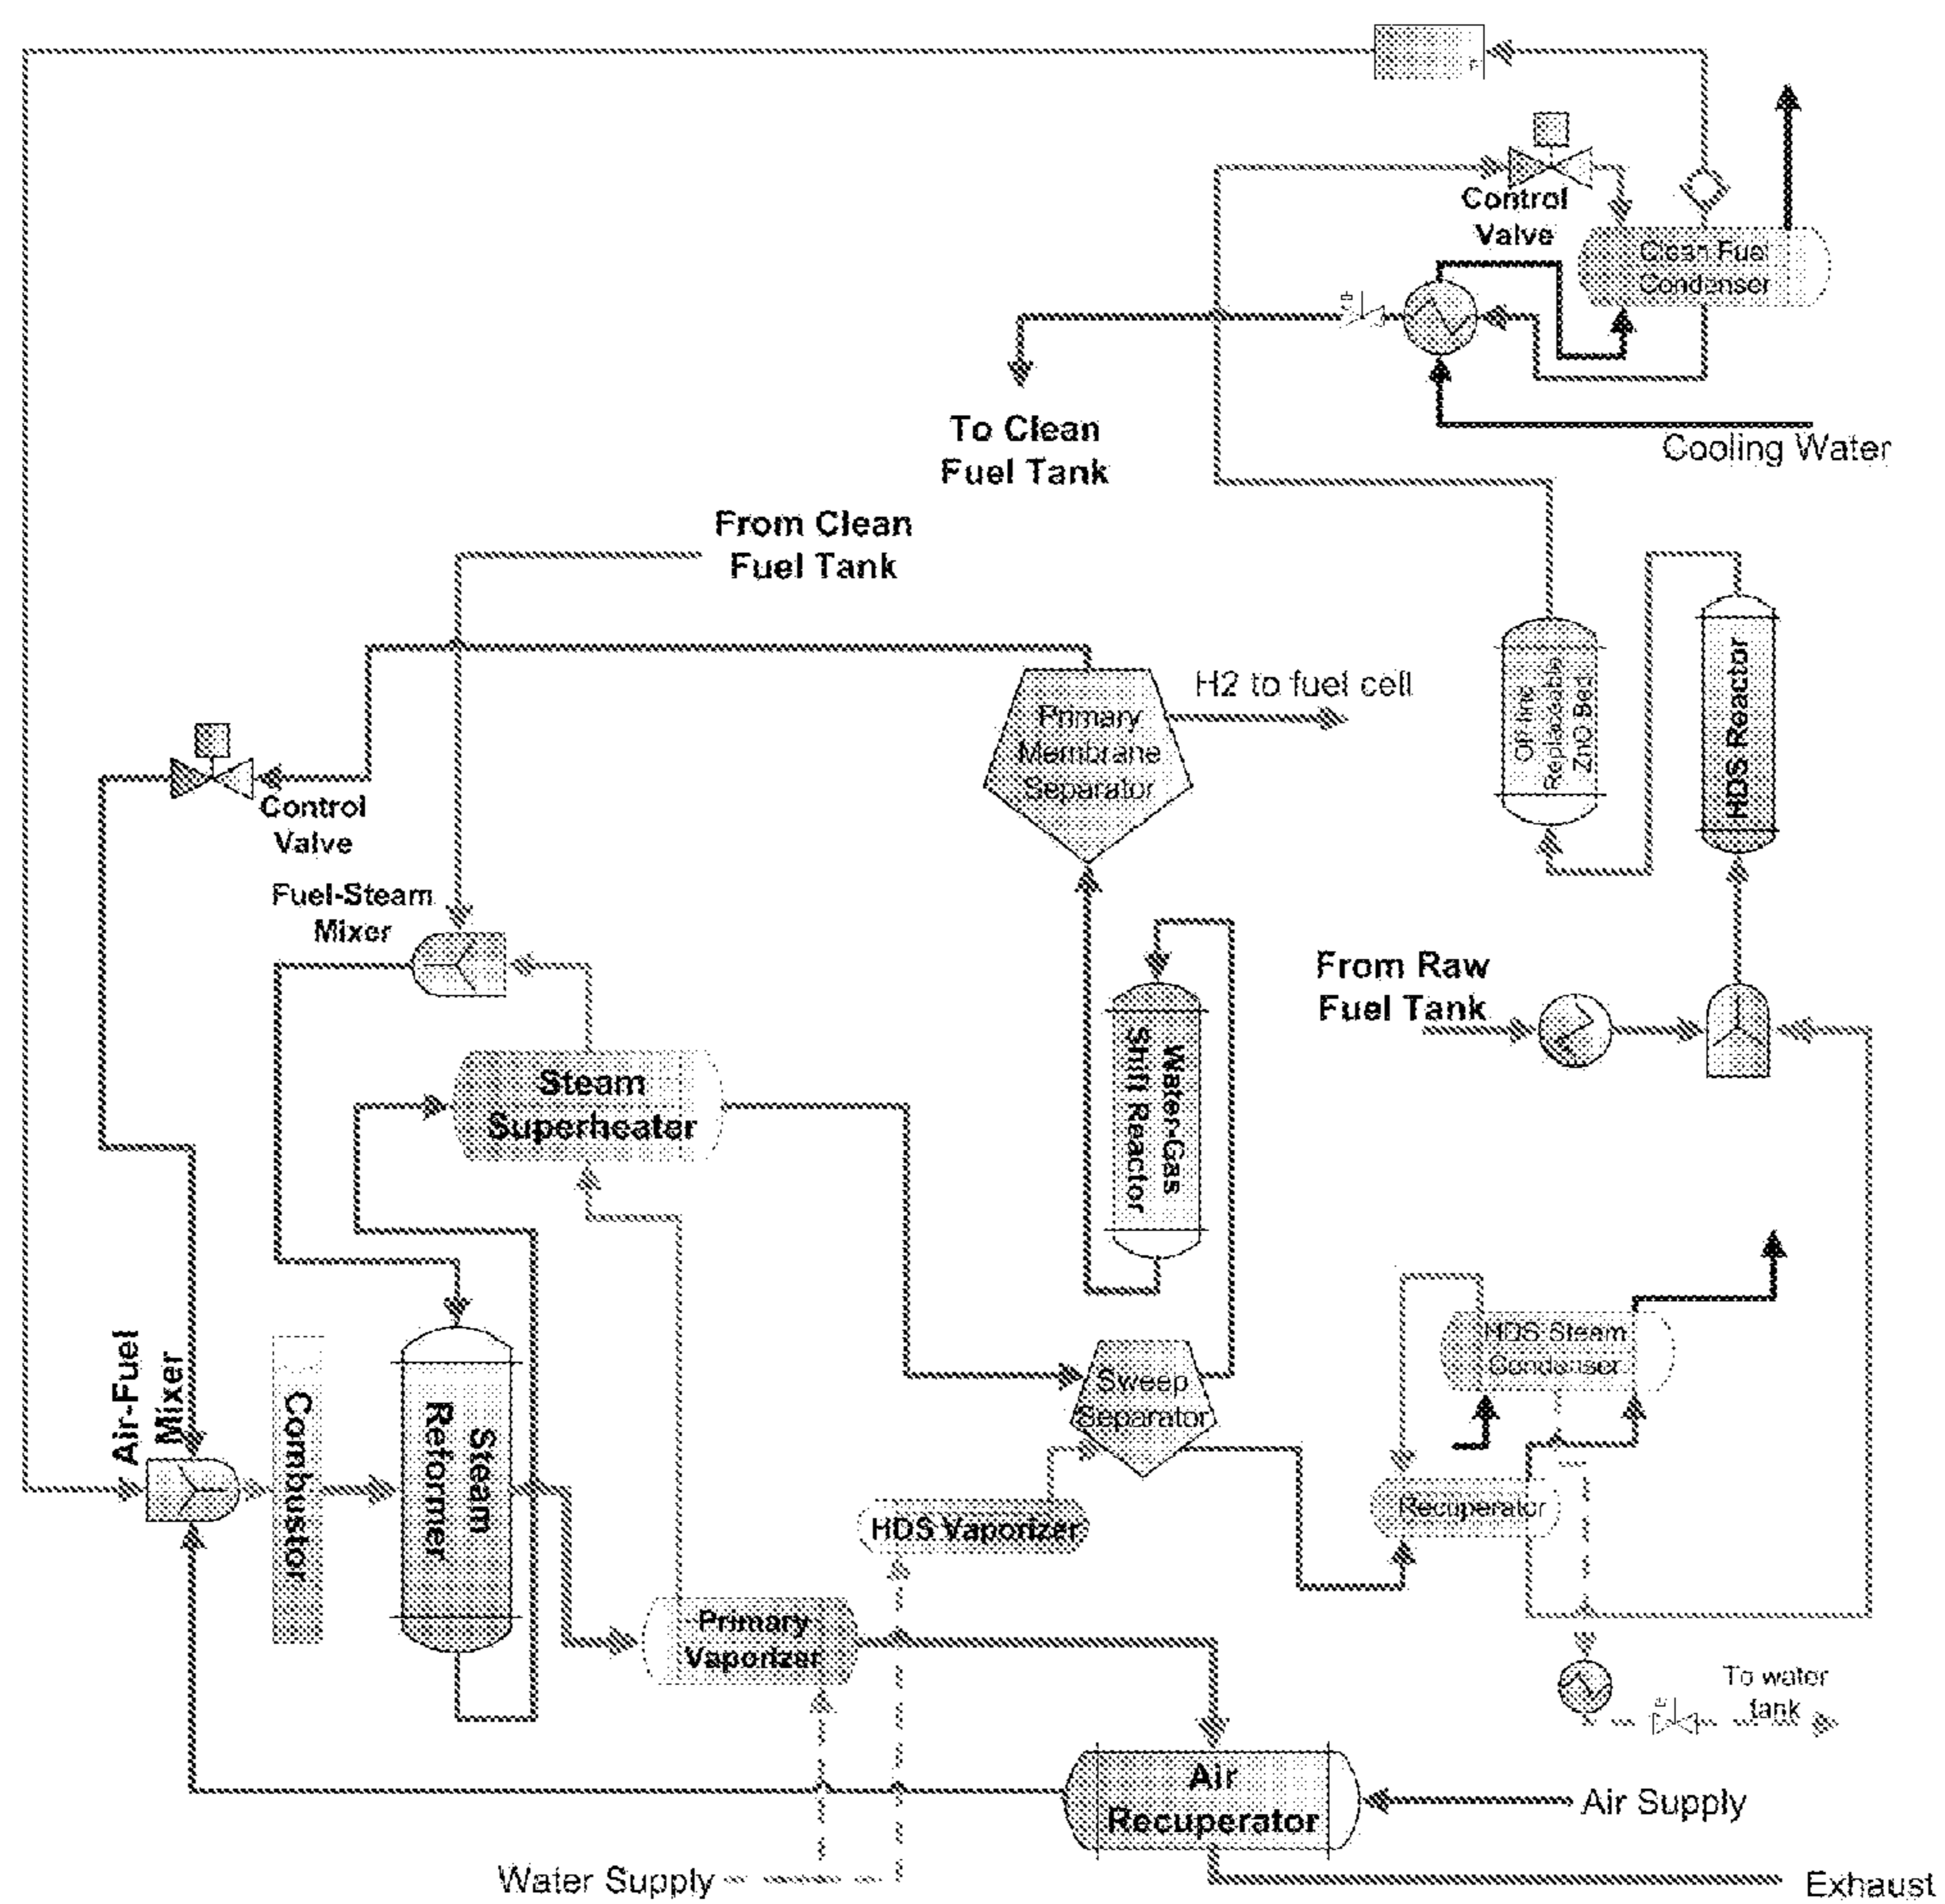 Control
Valve
Clean Fuel
Condenser
To Clean
Fuel Tank
Cooling Water
From Clean
Fuel Tank
H2 to fuel cell
Primary
Membrane
Separator
Replaceable
ZnO Bed
HDS Reactor
Control
Valve
Fuel-Steam
Mixer
From Raw
Fuel Tank
Water-Gas
Shift Reactor
Steam
Superheater
HDS Steam
Condenser
Air-Fuel
Mixer
Combustor
Steam
Reformer
Sweep
Separator
Recuperator
HDS Vaporizer
Primary
Vaporizer
To water
tank
Air
Recuperator
Air Supply
Water Supply
Exhaust